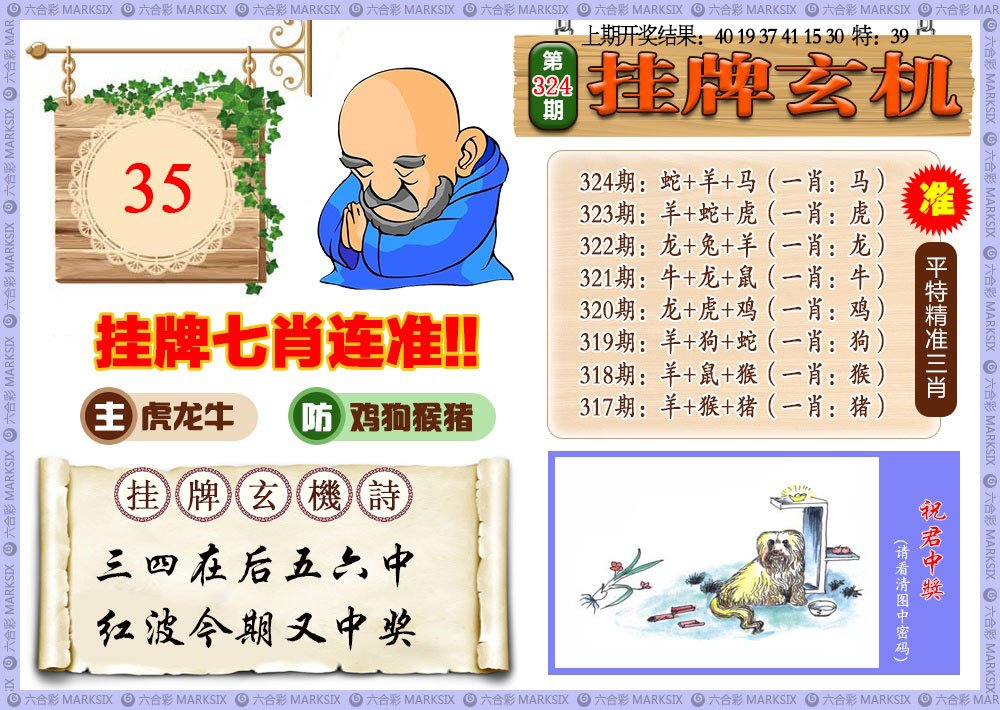 六合彩 MARKSIX
上期开奖结果：40 19 37 41 15 30 特：39
第324期
挂牌玄机
35
挂牌七肖连准!!
主 虎龙牛
防 鸡狗猴猪
挂牌玄機詩
三四在后五六中
红波今期又中奖
324期：蛇+羊+马（一肖：马）
323期：羊+蛇+虎（一肖：虎）
322期：龙+兔+羊（一肖：龙）
321期：牛+龙+鼠（一肖：牛）
320期：龙+虎+鸡（一肖：鸡）
319期：羊+狗+蛇（一肖：狗）
318期：羊+鼠+猴（一肖：猴）
317期：羊+猴+猪（一肖：猪）
准
平特精准三肖
祝君中獎
（请看清图中密码）